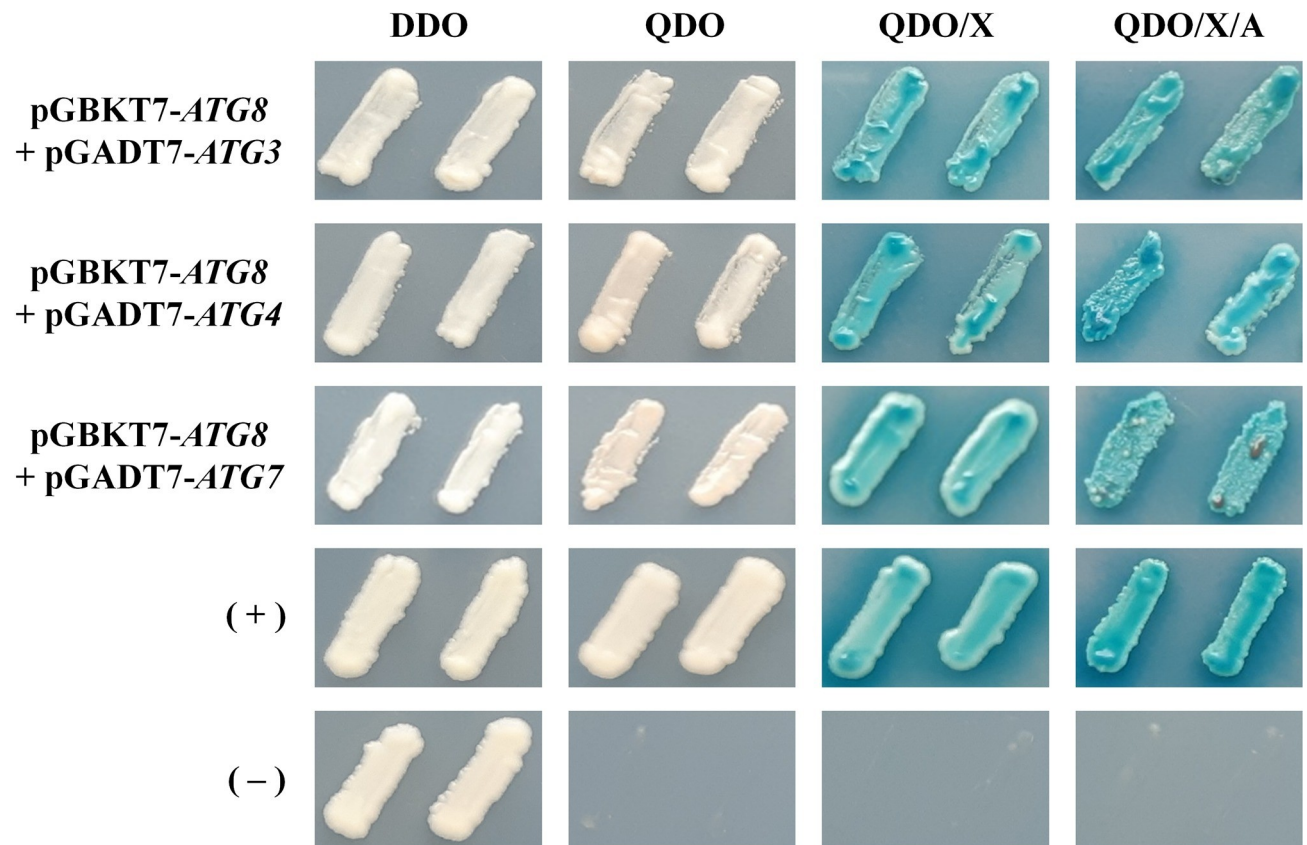 DDO QDO QDO/X QDO/X/A
pGBKT7-ATG8
+ pGADT7-ATG3
pGBKT7-ATG8
+ pGADT7-ATG4
pGBKT7-ATG8
+ pGADT7-ATG7
( + )
( – )